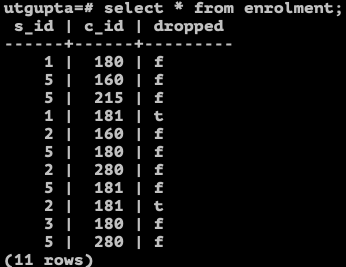 utgupta=# select * from enrolment;
 s_id | c_id | dropped
------+------+---------
    1 |  180 | f
    5 |  160 | f
    5 |  215 | f
    1 |  181 | t
    2 |  160 | f
    5 |  180 | f
    2 |  280 | f
    5 |  181 | f
    2 |  181 | t
    3 |  180 | f
    5 |  280 | f
(11 rows)